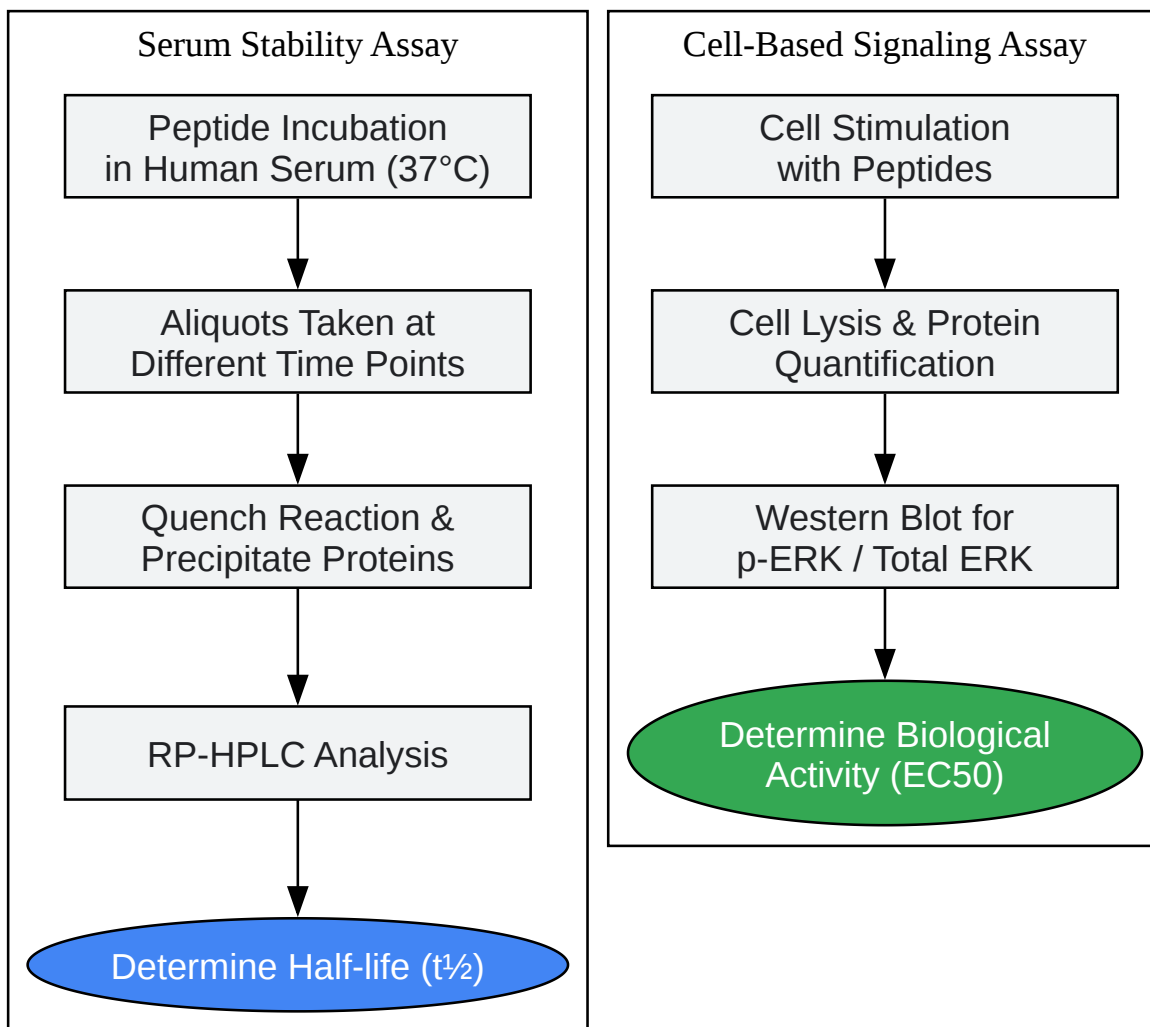 Serum Stability Assay
Peptide Incubation
in Human Serum (37°C)
Aliquots Taken at
Different Time Points
Quench Reaction &
Precipitate Proteins
RP-HPLC Analysis
Determine Half-life (t½)
Cell-Based Signaling Assay
Cell Stimulation
with Peptides
Cell Lysis & Protein
Quantification
Western Blot for
p-ERK / Total ERK
Determine Biological
Activity (EC50)